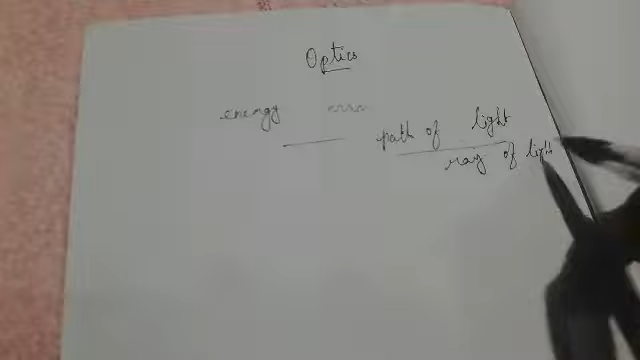 Optics
energy
path of light
ray of light